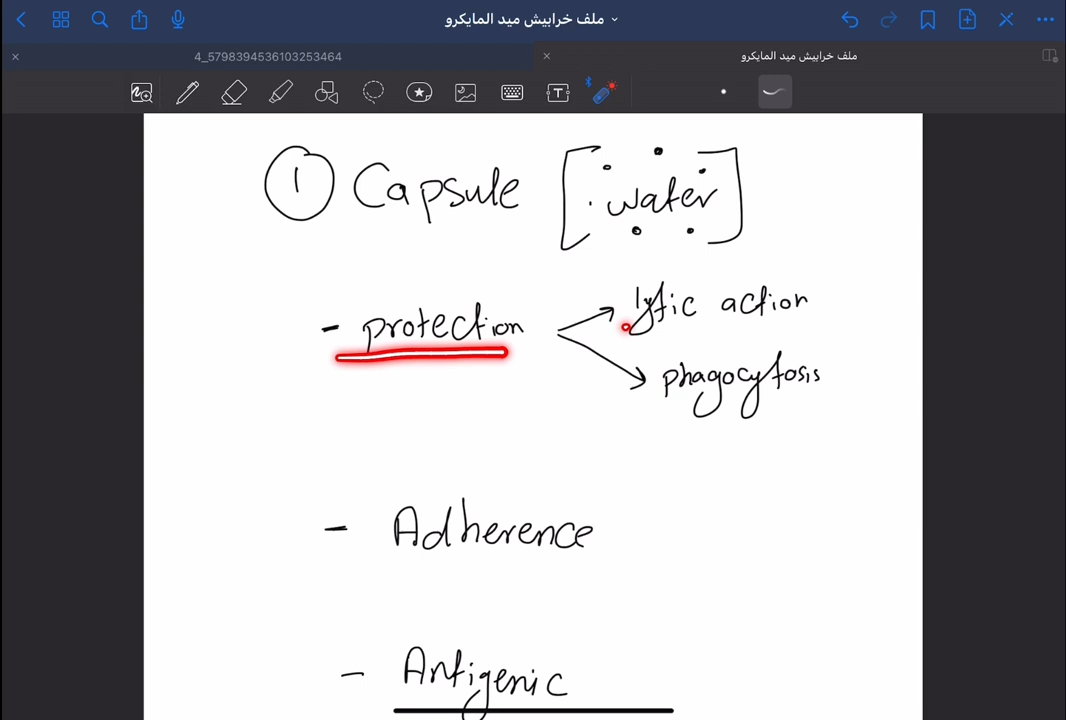 ملف خرابيش ميد المايكرو
4_5798394536103253464
ملف خرابيش ميد المايكرو
1 Capsule [water]
- protection
lytic action
phagocytosis
- Adherence
- Antigenic